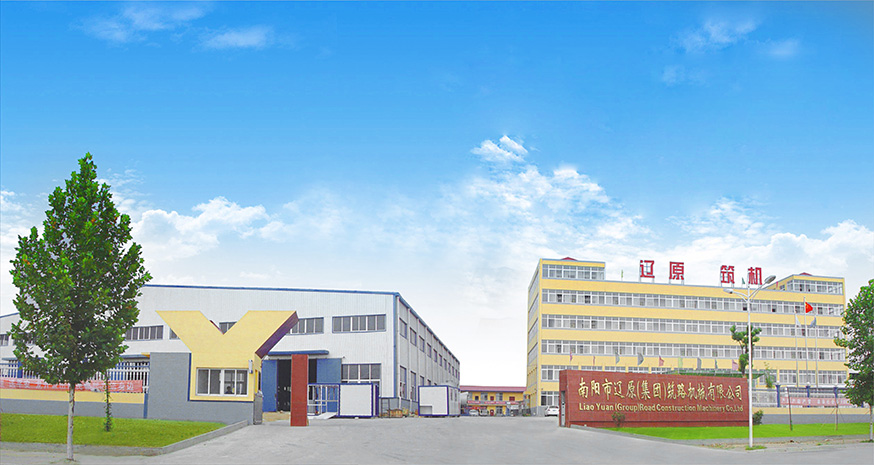 辽原 筑机
南阳市辽原(集团)筑路机械有限公司
Liao Yuan (Group)Road Construction Machinery Co.Ltd.